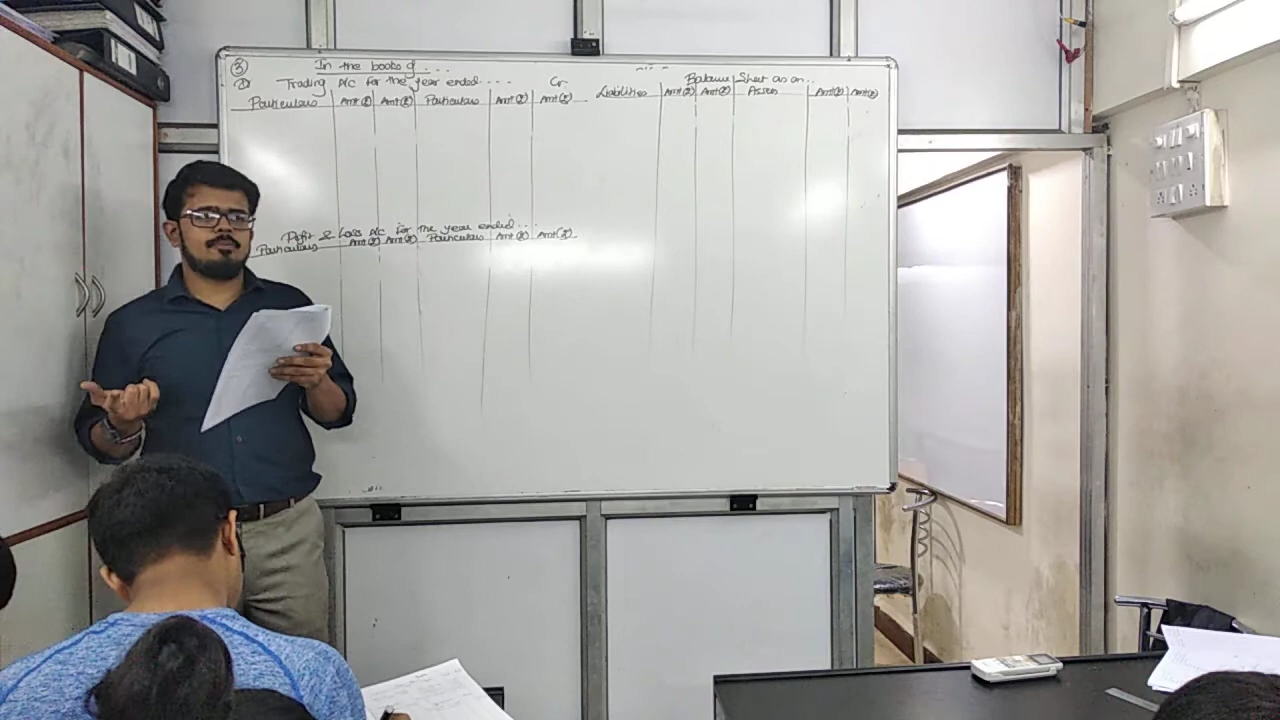 3
In the books of ...
Trading A/c for the year ended.... Cr
Particulars Amt(₹) Amt(₹) Particulars Amt(₹) Amt(₹)
Profit & Loss A/c for the year ended...
Particulars Amt(₹) Amt(₹) Particulars Amt(₹) Amt(₹)
Balance Sheet as on..
Liabilities Amt(₹) Amt(₹) Assets Amt(₹) Amt(₹)